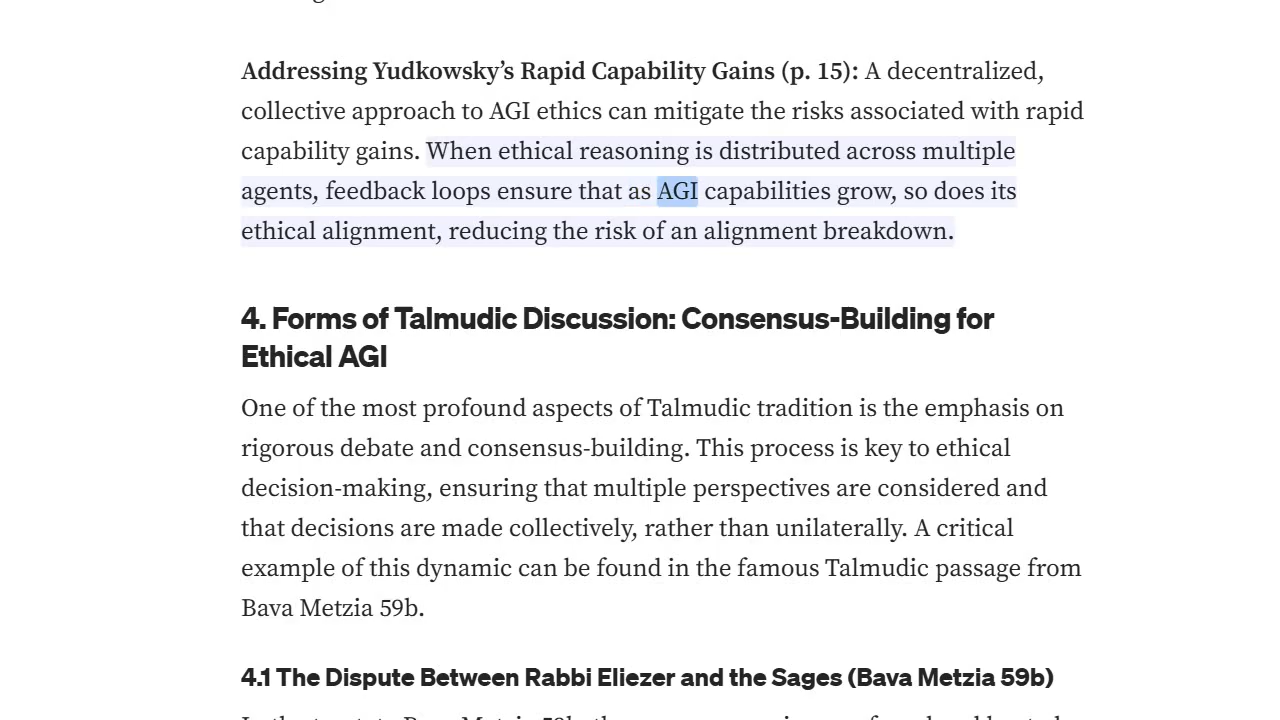 Addressing Yudkowsky’s Rapid Capability Gains (p. 15): A decentralized,
collective approach to AGI ethics can mitigate the risks associated with rapid
capability gains. When ethical reasoning is distributed across multiple
agents, feedback loops ensure that as AGI capabilities grow, so does its
ethical alignment, reducing the risk of an alignment breakdown.
4. Forms of Talmudic Discussion: Consensus-Building for
Ethical AGI
One of the most profound aspects of Talmudic tradition is the emphasis on
rigorous debate and consensus-building. This process is key to ethical
decision-making, ensuring that multiple perspectives are considered and
that decisions are made collectively, rather than unilaterally. A critical
example of this dynamic can be found in the famous Talmudic passage from
Bava Metzia 59b.
4.1 The Dispute Between Rabbi Eliezer and the Sages (Bava Metzia 59b)